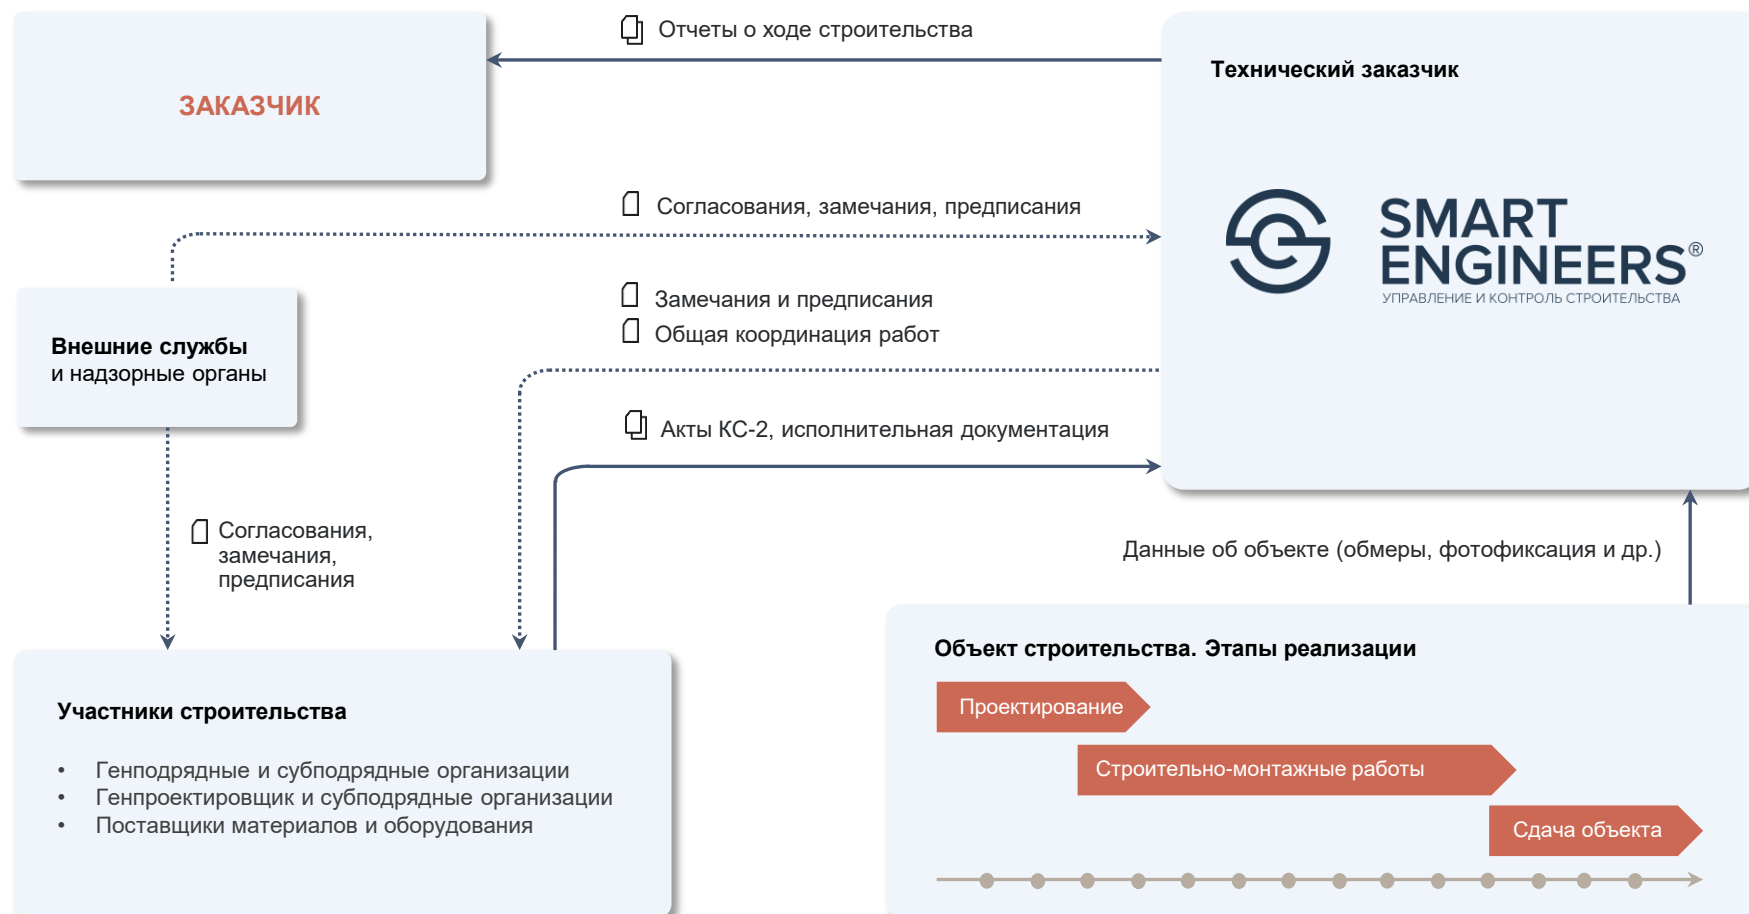 Отчеты о ходе строительства
ЗАКАЗЧИК
Технический заказчик
SMART
ENGINEERS®
УПРАВЛЕНИЕ И КОНТРОЛЬ СТРОИТЕЛЬСТВА
Согласования, замечания, предписания
Замечания и предписания
Общая координация работ
Внешние службы
и надзорные органы
Акты КС-2, исполнительная документация
Согласования,
замечания,
предписания
Данные об объекте (обмеры, фотофиксация и др.)
Участники строительства
• Генподрядные и субподрядные организации
• Генпроектировщик и субподрядные организации
• Поставщики материалов и оборудования
Объект строительства. Этапы реализации
Проектирование
Строительно-монтажные работы
Сдача объекта